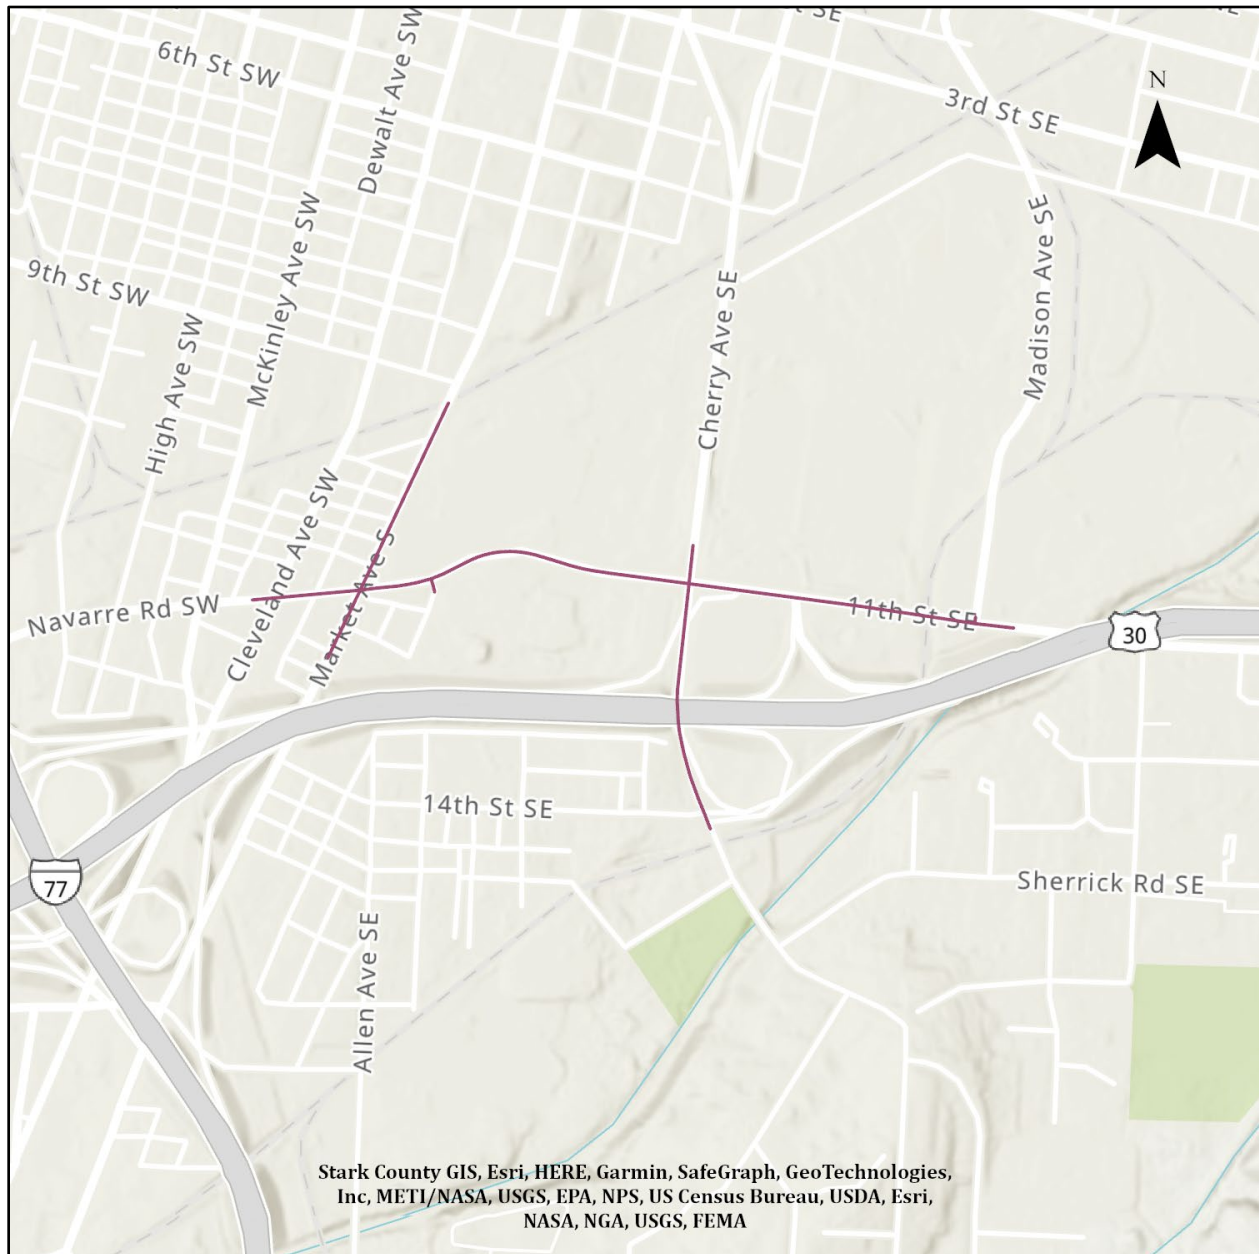 6th St SW
Dewalt Ave SW
3rd St SE
N
9th St SW
McKinley Ave SW
High Ave SW
Cherry Ave SE
Madison Ave SE
Cleveland Ave SW
Market Ave S
Navarre Rd SW
11th St SE
30
14th St SE
77
Sherrick Rd SE
Allen Ave SE
Stark County GIS, Esri, HERE, Garmin, SafeGraph, GeoTechnologies,
Inc, METI/NASA, USGS, EPA, NPS, US Census Bureau, USDA, Esri,
NASA, NGA, USGS, FEMA